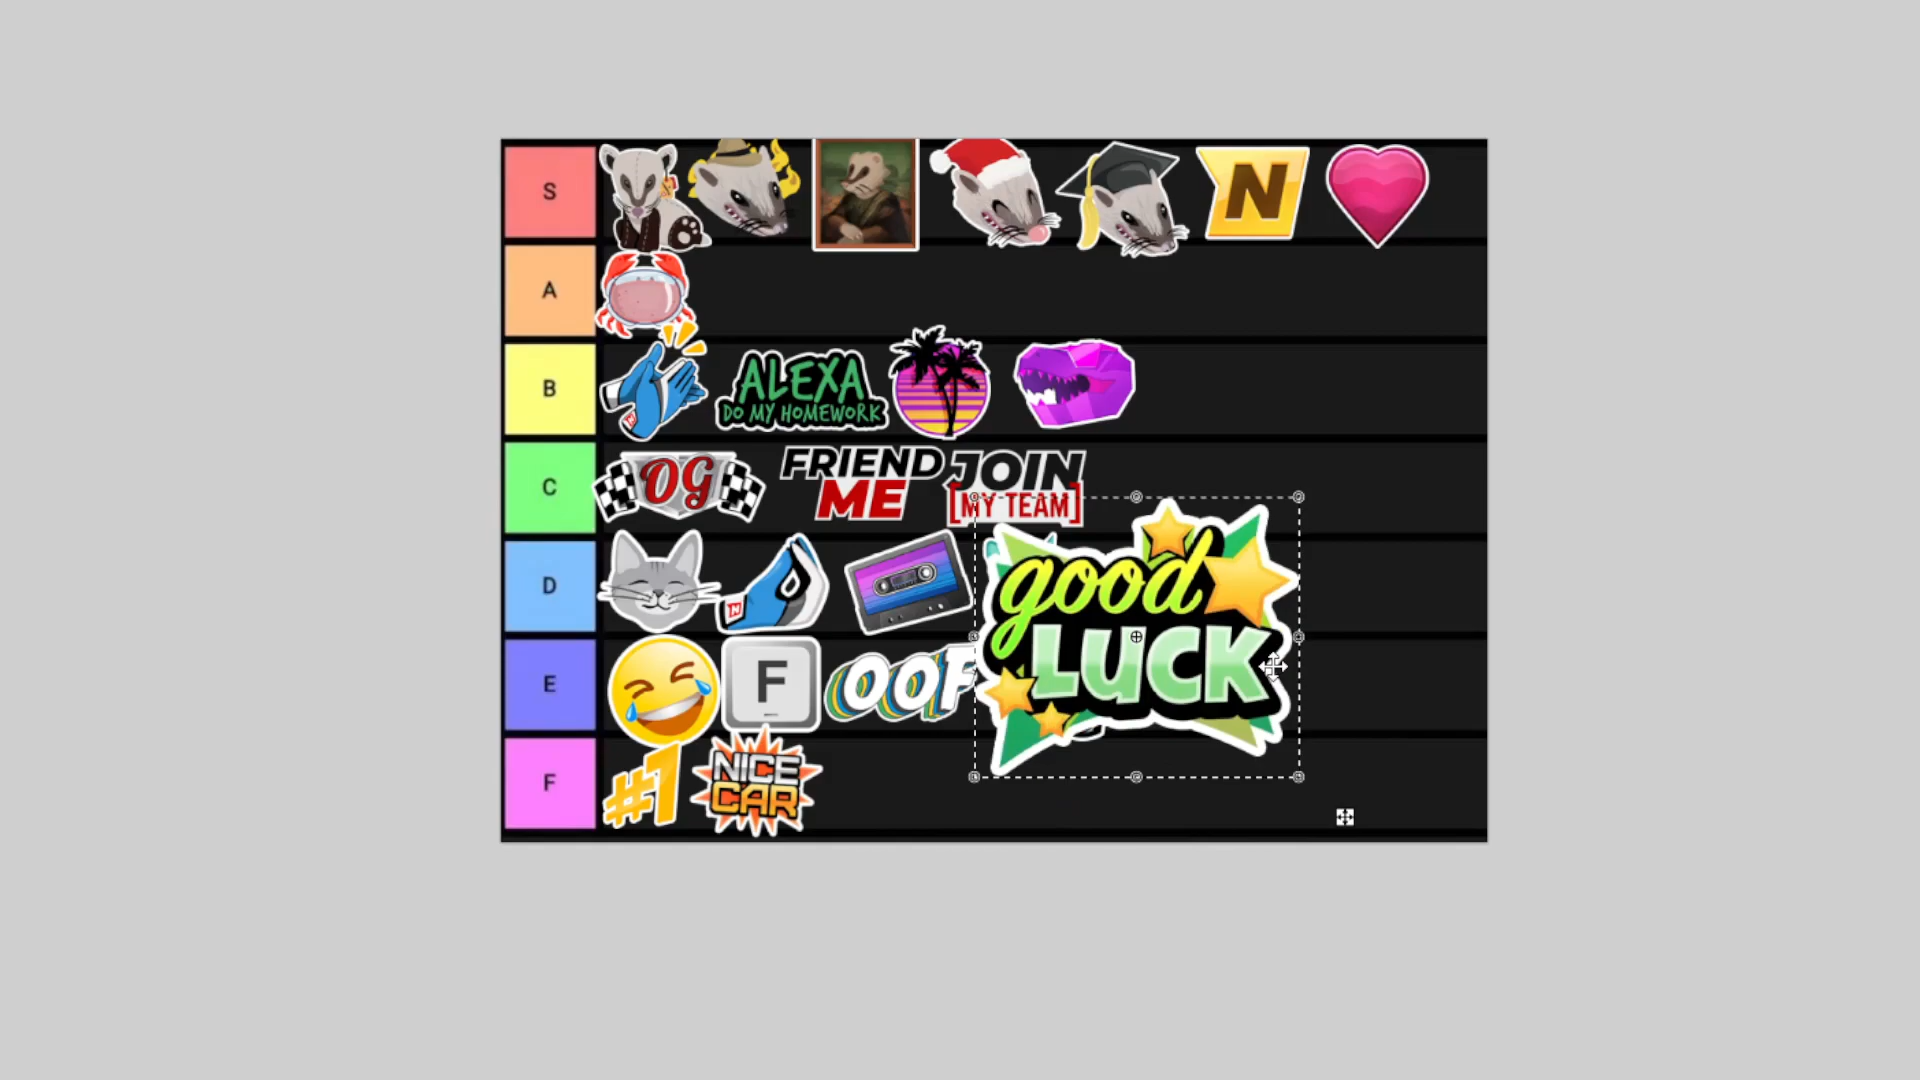 S
N
A
B
ALEXA
DO MY HOMEWORK
C
OG
FRIEND
ME
JOIN
[MY TEAM]
D
N
good
LUCK
E
F
OOF
F
#1
NICE
CAR